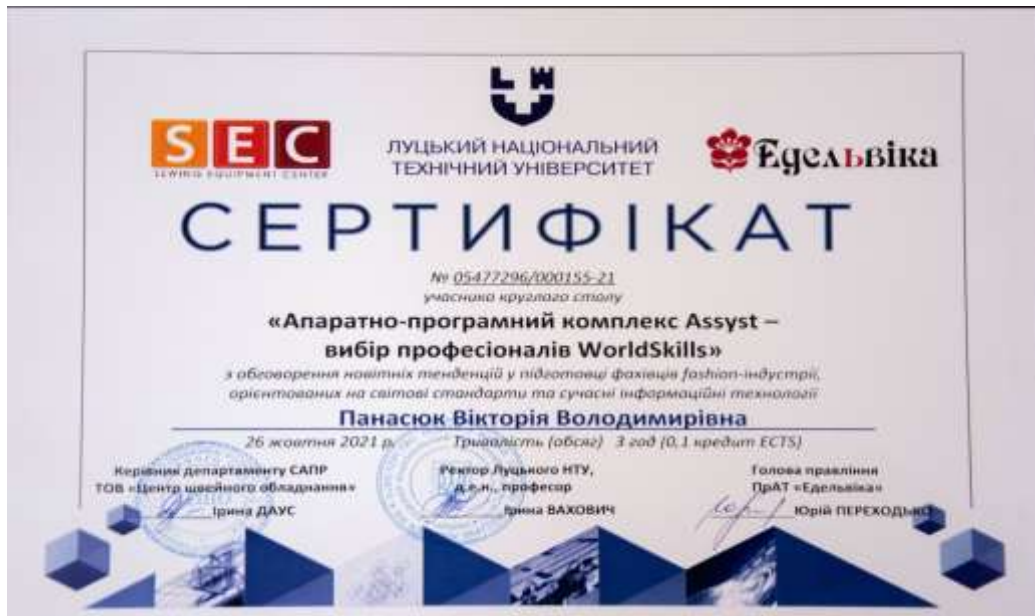 SEC
SEWING EQUIPMENT CENTER
ЛУЦЬКИЙ НАЦІОНАЛЬНИЙ
ТЕХНІЧНИЙ УНІВЕРСИТЕТ
Едельвіка
СЕРТИФІКАТ
№ 05477296/000155-21
учасника круглого столу
«Апаратно-програмний комплекс Assyst –
вибір професіоналів WorldSkills»
з обговорення новітніх тенденцій у підготовці фахівців fashion-індустрії,
орієнтованих на світові стандарти та сучасні інформаційні технології
Панасюк Вікторія Володимирівна
26 жовтня 2021 р. Тривалість (обсяг) 3 год (0,1 кредит ECTS)
Керівник департаменту САПР
ТОВ «Центр швейного обладнання»
Ірина ДАУС
Ректор Луцького НТУ,
д.е.н., професор
Ірина ВАХОВИЧ
Голова правління
ПрАТ «Едельвіка»
Юрій ПЕРЕХОДЬКО